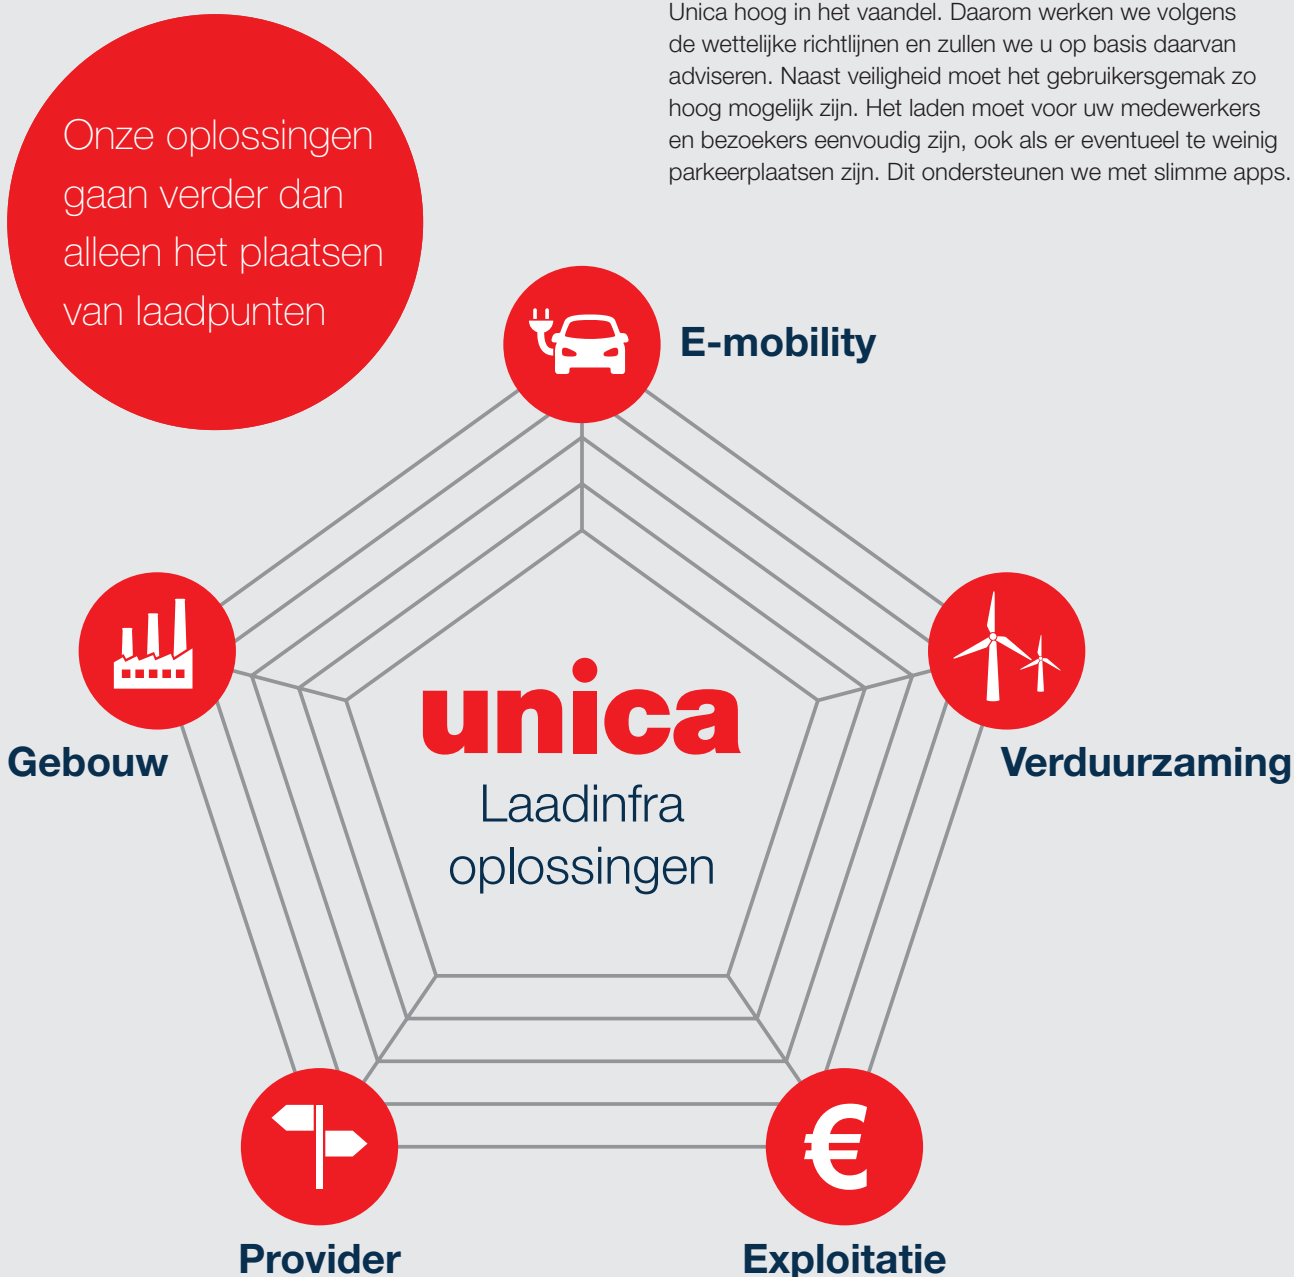 Unica hoog in het vaandel. Daarom werken we volgens
de wettelijke richtlijnen en zullen we u op basis daarvan
adviseren. Naast veiligheid moet het gebruikersgemak zo
hoog mogelijk zijn. Het laden moet voor uw medewerkers
en bezoekers eenvoudig zijn, ook als er eventueel te weinig
parkeerplaatsen zijn. Dit ondersteunen we met slimme apps.
Onze oplossingen
gaan verder dan
alleen het plaatsen
van laadpunten
E-mobility
Gebouw
Verduurzaming
unica
Laadinfra
oplossingen
€
Provider
Exploitatie